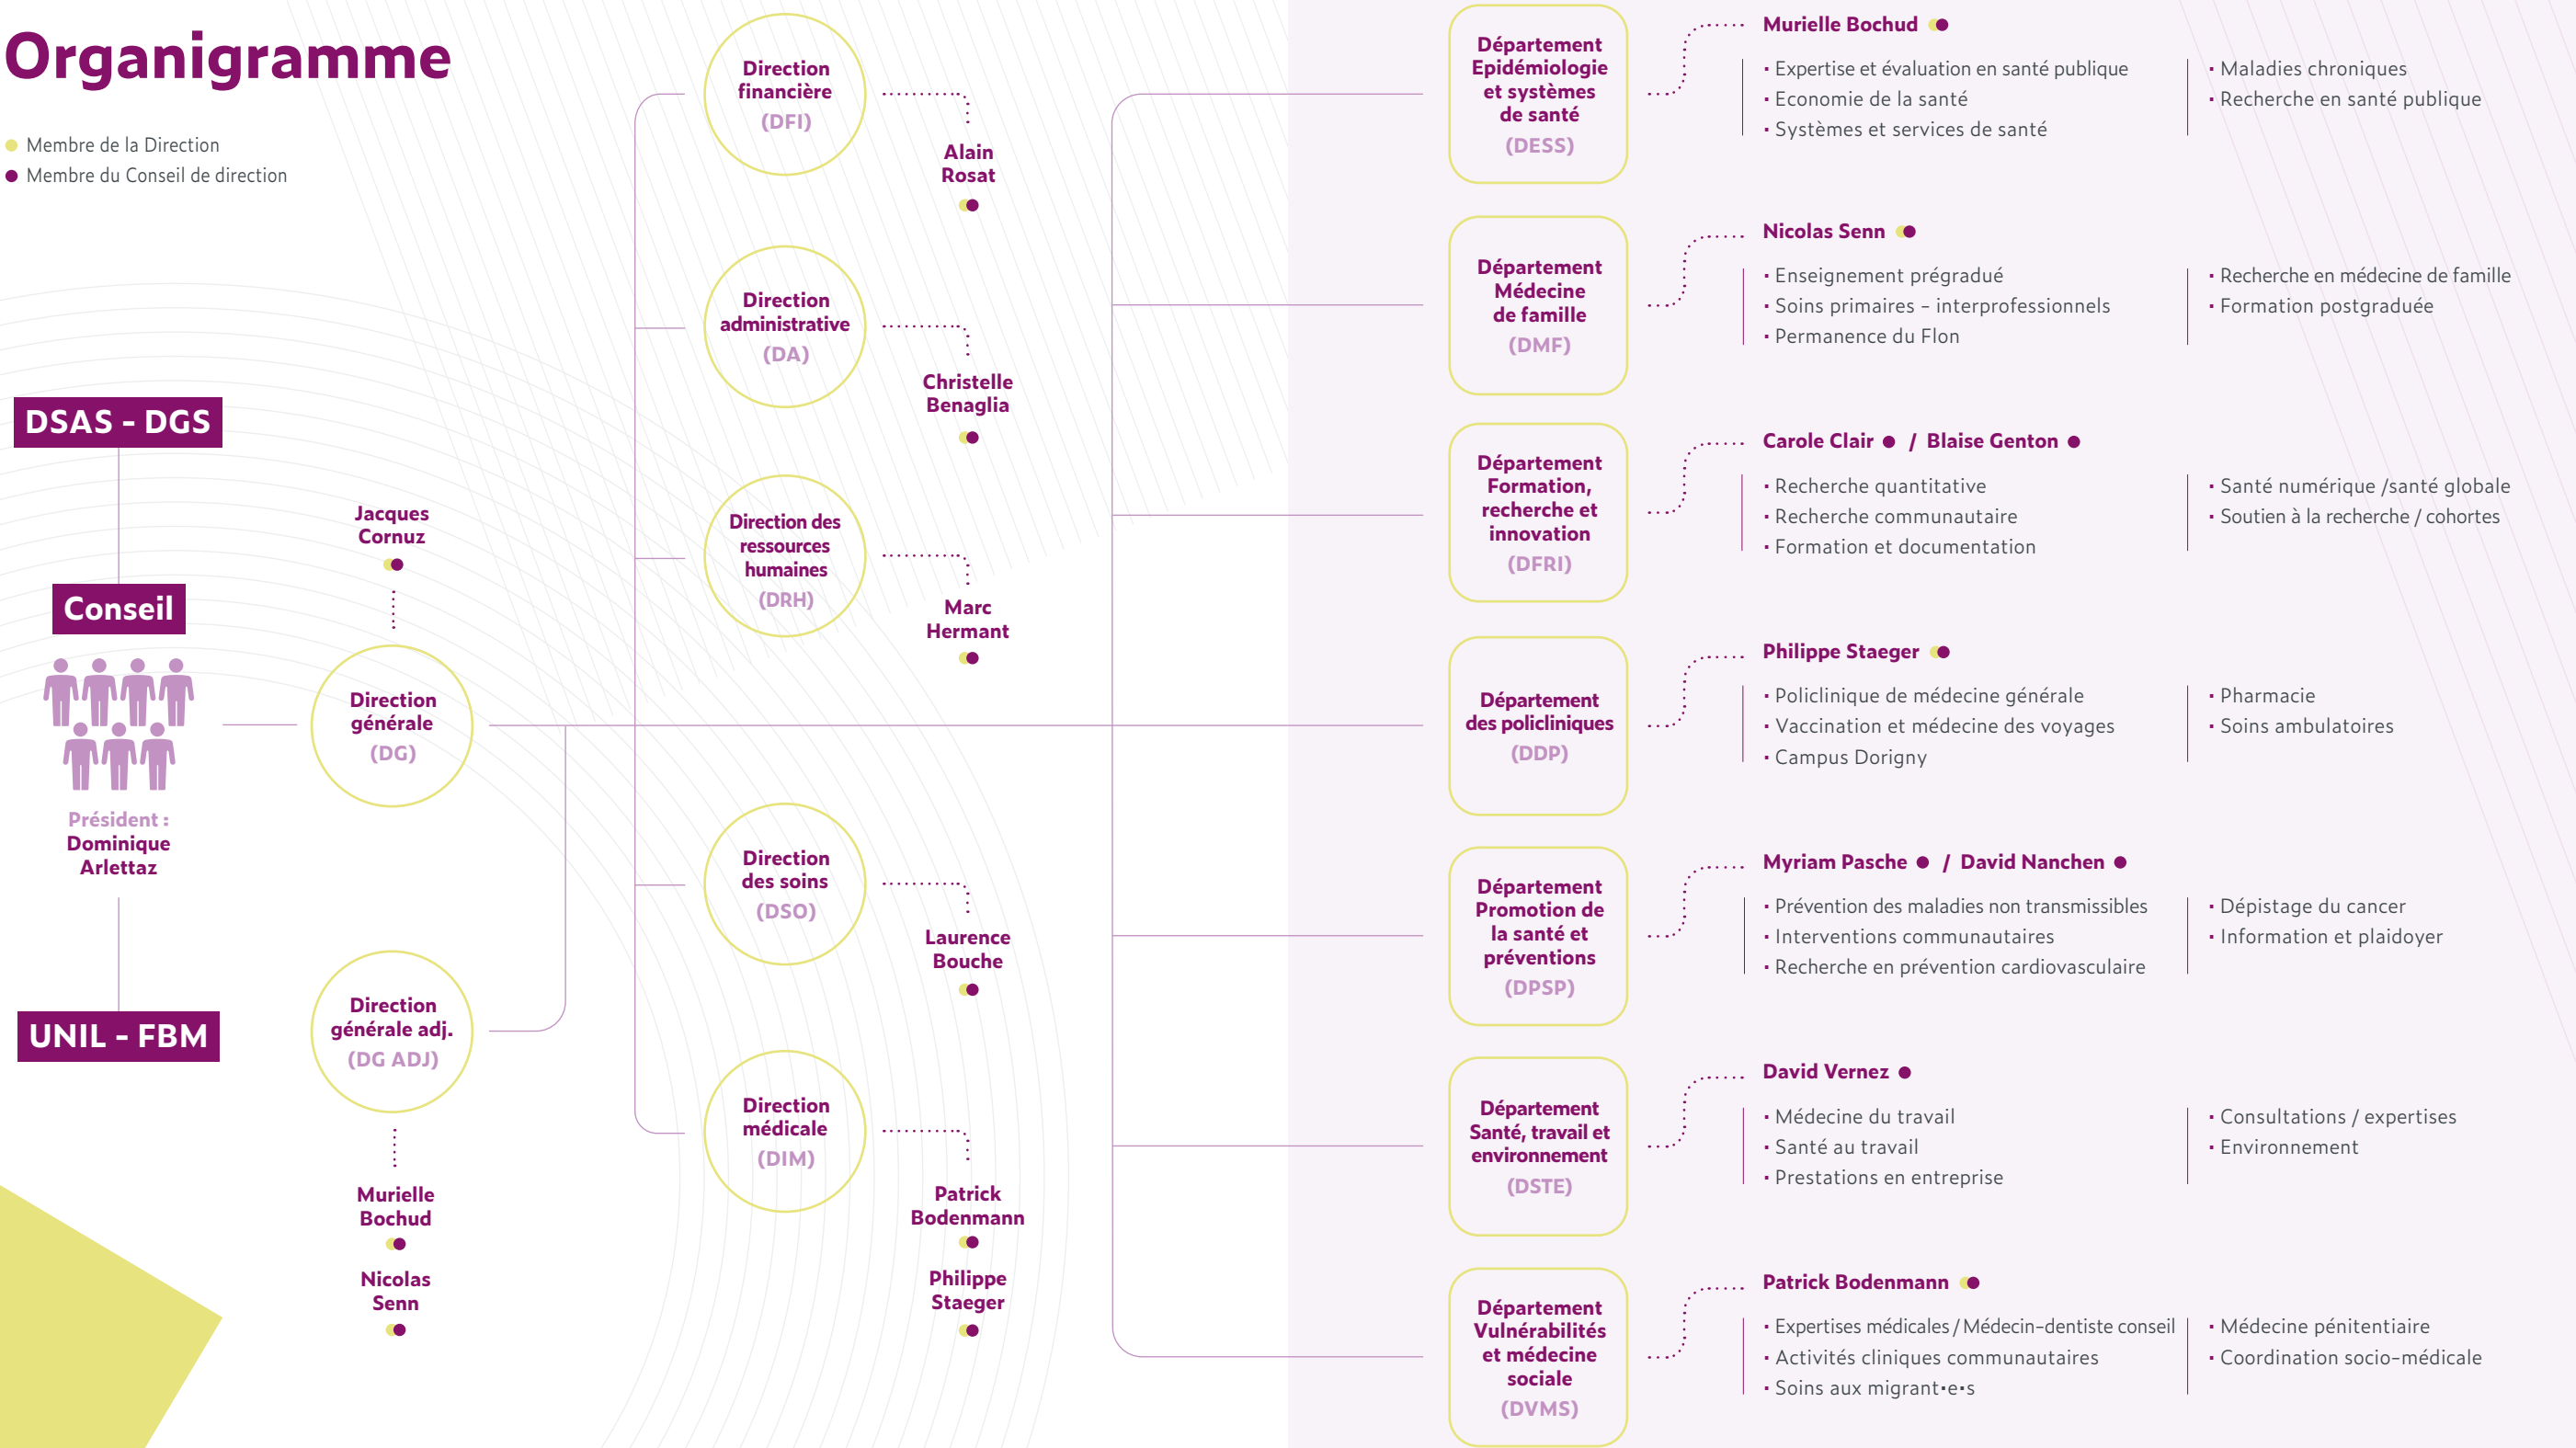 Organigramme
Membre de la Direction
Membre du Conseil de direction
DSAS - DGS
Conseil
Président :
Dominique
Arlettaz
UNIL - FBM
Jacques
Cornuz
Direction
générale
(DG)
Direction
générale adj.
(DG ADJ)
Murielle
Bochud
Nicolas
Senn
Direction
financière
(DFI)
Alain
Rosat
Direction
administrative
(DA)
Christelle
Benaglia
Direction des
ressources
humaines
(DRH)
Marc
Hermant
Direction
des soins
(DSO)
Laurence
Bouche
Direction
médicale
(DIM)
Patrick
Bodenmann
Philippe
Staeger
Département
Epidémiologie
et systèmes
de santé
(DESS)
Murielle Bochud
· Expertise et évaluation en santé publique
· Economie de la santé
· Systèmes et services de santé
· Maladies chroniques
· Recherche en santé publique
Département
Médecine
de famille
(DMF)
Nicolas Senn
· Enseignement prégradué
· Soins primaires – interprofessionnels
· Permanence du Flon
· Recherche en médecine de famille
· Formation postgraduée
Département
Formation,
recherche et
innovation
(DFRI)
Carole Clair / Blaise Genton
· Recherche quantitative
· Recherche communautaire
· Formation et documentation
· Santé numérique /santé globale
· Soutien à la recherche / cohortes
Département
des policliniques
(DDP)
Philippe Staeger
· Policlinique de médecine générale
· Vaccination et médecine des voyages
· Campus Dorigny
· Pharmacie
· Soins ambulatoires
Département
Promotion de
la santé et
préventions
(DPSP)
Myriam Pasche / David Nanchen
· Prévention des maladies non transmissibles
· Interventions communautaires
· Recherche en prévention cardiovasculaire
· Dépistage du cancer
· Information et plaidoyer
Département
Santé, travail et
environnement
(DSTE)
David Vernez
· Médecine du travail
· Santé au travail
· Prestations en entreprise
· Consultations / expertises
· Environnement
Département
Vulnérabilités
et médecine
sociale
(DVMS)
Patrick Bodenmann
· Expertises médicales / Médecin-dentiste conseil
· Activités cliniques communautaires
· Soins aux migrant·e·s
· Médecine pénitentiaire
· Coordination socio-médicale